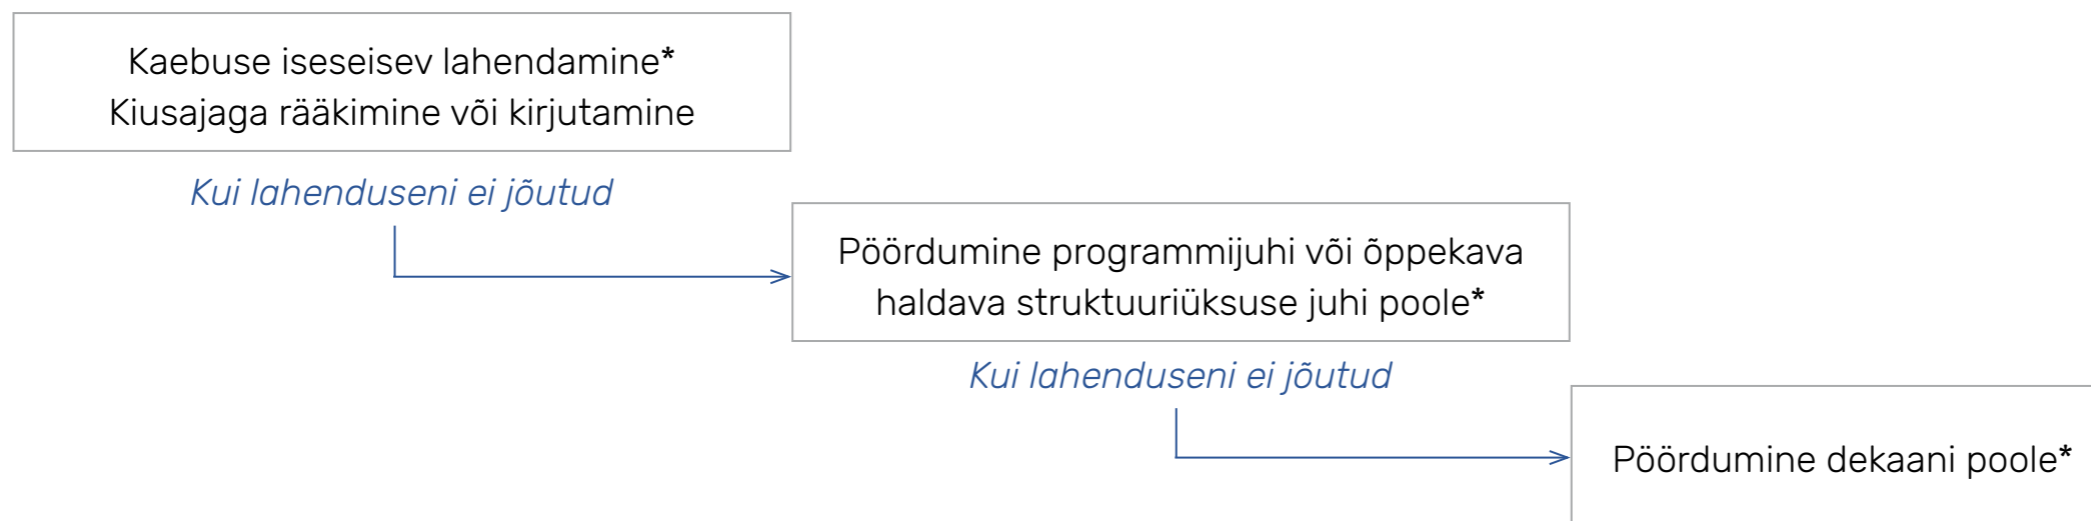 Kaebuse iseseisev lahendamine*
Kiusajaga rääkimine või kirjutamine
Kui lahenduseni ei jõutud
Pöördumine programmijuhi või õppekava
haldava struktuuriüksuse juhi poole*
Kui lahenduseni ei jõutud
Pöördumine dekaani poole*